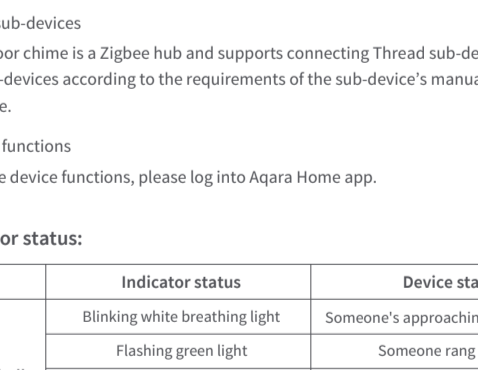 sub-devices
oor chime is a Zigbee hub and supports connecting Thread sub-de
-devices according to the requirements of the sub-device's manua
e.
functions
e device functions, please log into Aqara Home app.
or status:
Indicator status Device sta
Blinking white breathing light Someone's approachin
Flashing green light Someone rang